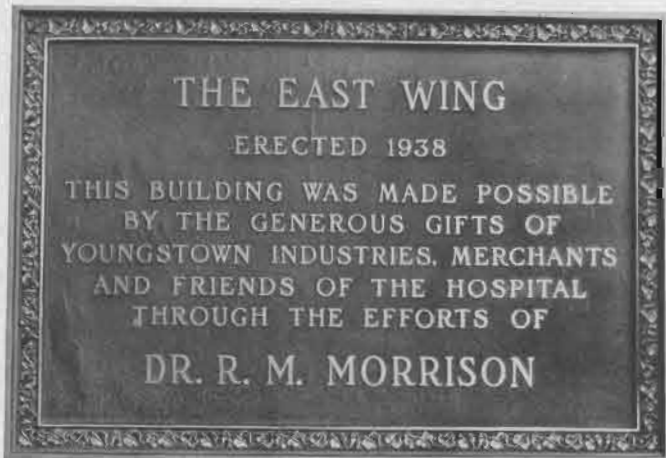 THE EAST WING
ERECTED 1938
THIS BUILDING WAS MADE POSSIBLE
BY THE GENEROUS GIFTS OF
YOUNGSTOWN INDUSTRIES, MERCHANTS
AND FRIENDS OF THE HOSPITAL
THROUGH THE EFFORTS OF
DR. R. M. MORRISON